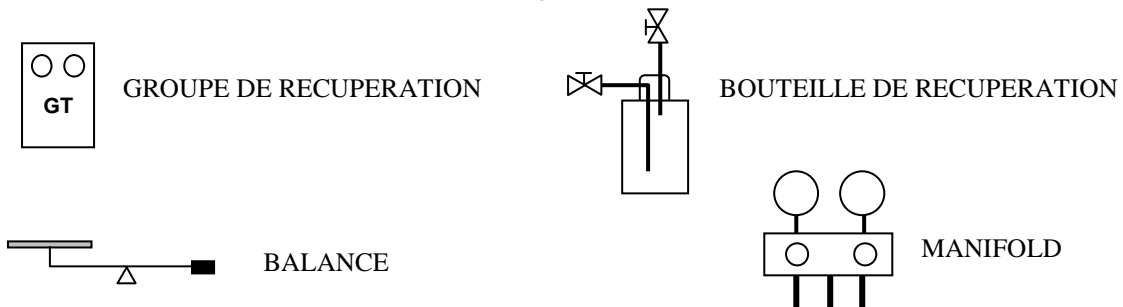 GROUPE DE RECUPERATION
GT
BOUTEILLE DE RECUPERATION
BALANCE
MANIFOLD